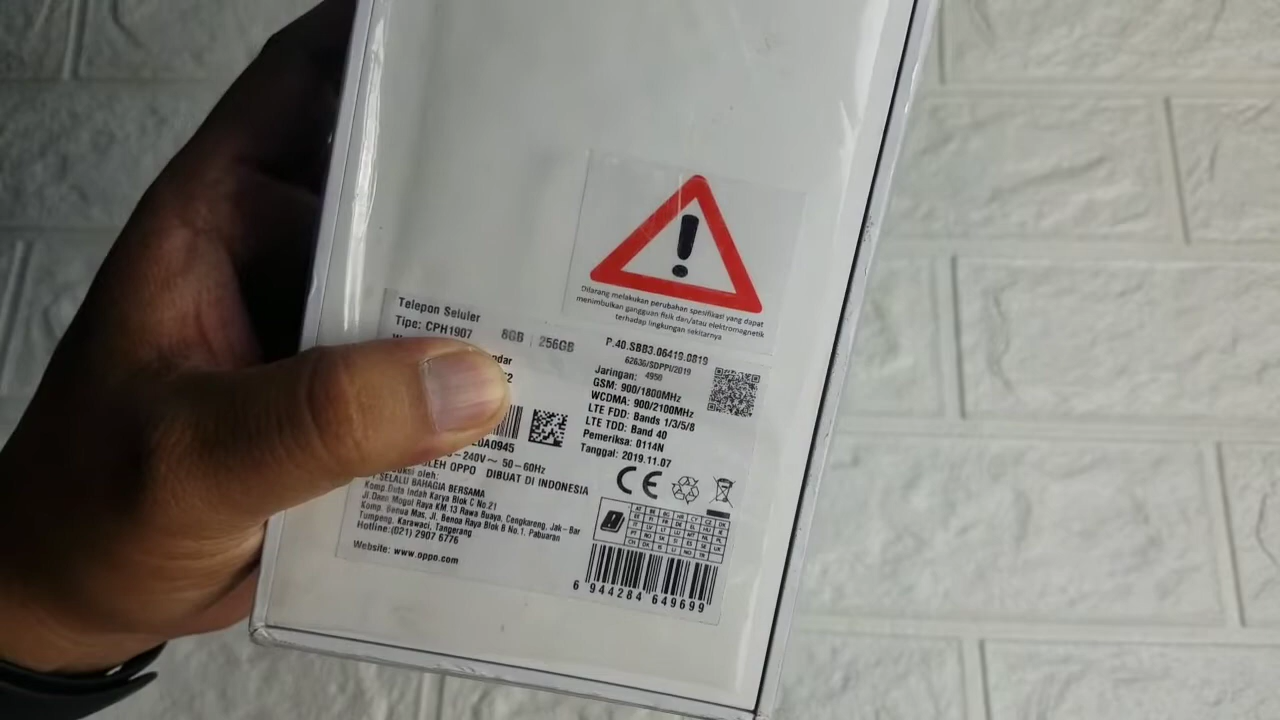 Dilarang melakukan perubahan spesifikasi yang dapat
menimbulkan gangguan fisik dan/atau elektromagnetik
terhadap lingkungan sekitarnya
Telepon Seluler
Tipe: CPH1907
8GB | 256GB
ndar
E0A0945
-240V~ 50-60Hz
OLEH OPPO DIBUAT DI INDONESIA
oleh:
SELALU BAHAGIA BERSAMA
Komp.Duta Indah Karya Blok C No.21
Jl.Daan Mogot Raya KM.13 Rawa Buaya, Cengkareng, Jak-Bar
Komp. Benua Mas, Jl. Benoa Raya Blok B No.1, Pabuaran
Tumpeng, Karawaci, Tangerang
Hotline:(021) 2907 6776
Website: www.oppo.com
P.40.SBB3.06419.0819
62636/SDPPI/2019
4950
Jaringan:
GSM: 900/1800MHz
WCDMA: 900/2100MHz
LTE FDD: Bands 1/3/5/8
LTE TDD: Band 40
Pemeriksa: 0114N
Tanggal: 2019.11.07
CE
6 944284 649699